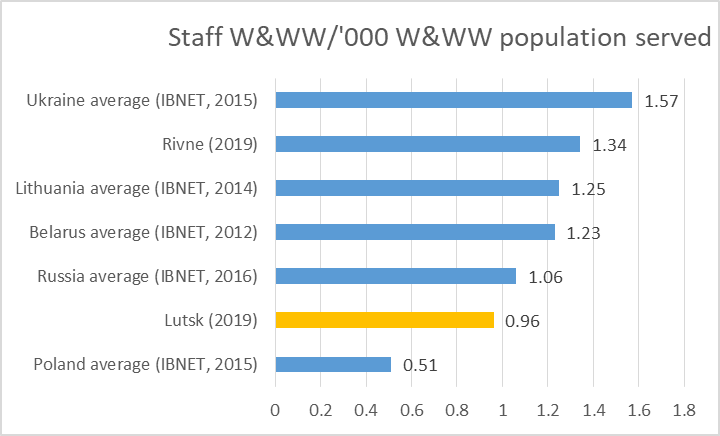 Staff W&WW/'000 W&WW population served
Ukraine average (IBNET, 2015) 1.57
Rivne (2019) 1.34
Lithuania average (IBNET, 2014) 1.25
Belarus average (IBNET, 2012) 1.23
Russia average (IBNET, 2016) 1.06
Lutsk (2019) 0.96
Poland average (IBNET, 2015) 0.51
0 0.2 0.4 0.6 0.8 1 1.2 1.4 1.6 1.8